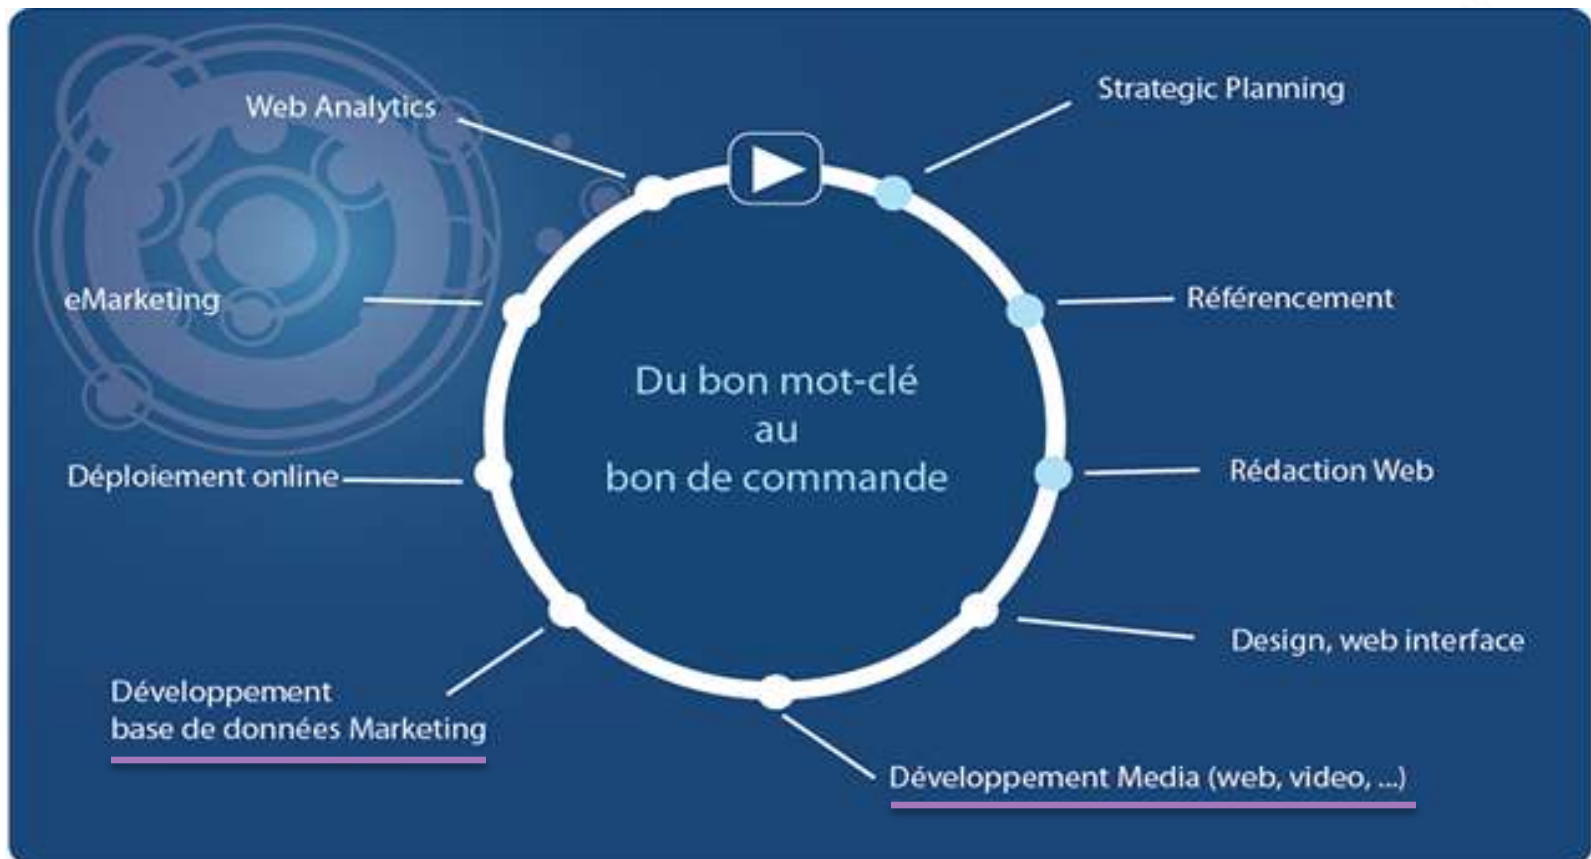 Web Analytics
Strategic Planning
eMarketing
Référencement
Du bon mot-clé
au
bon de commande
Déploiement online
Rédaction Web
Design, web interface
Développement
base de données Marketing
Développement Media (web, video, ...)